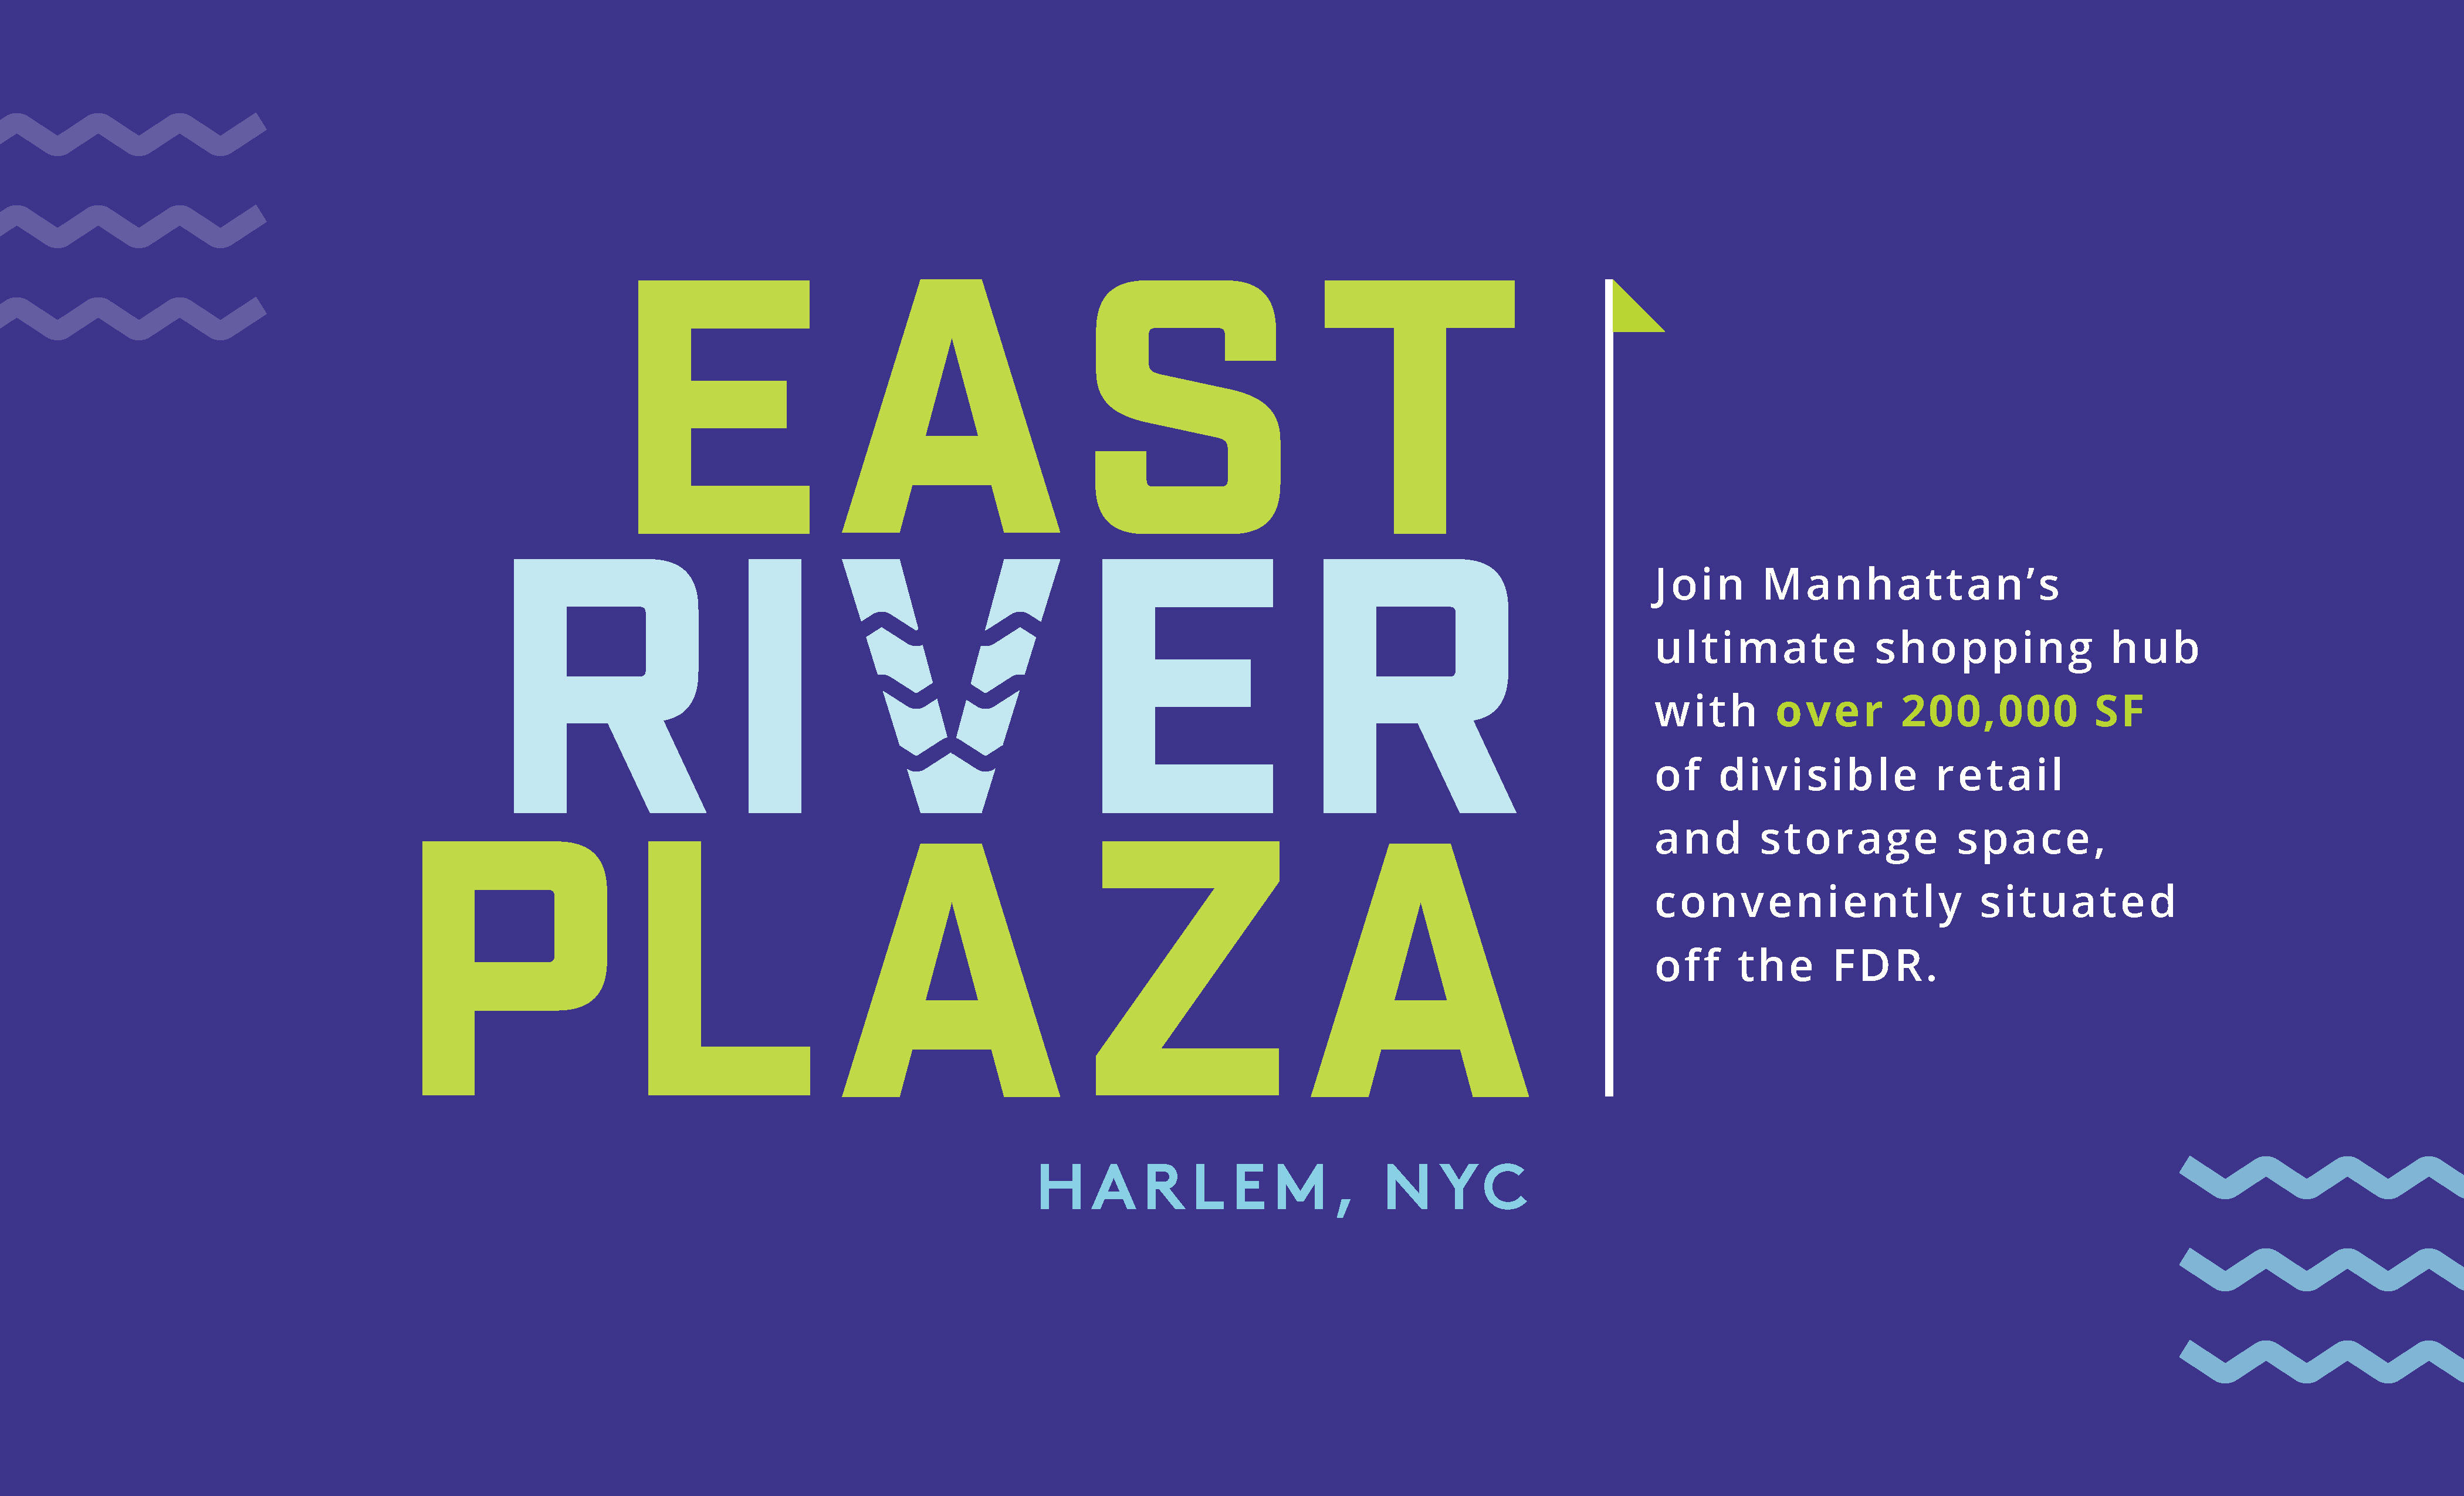 EAST
RIVER
PLAZA
HARLEM, NYC
Join Manhattan’s
ultimate shopping hub
with over 200,000 SF
of divisible retail
and storage space,
conveniently situated
off the FDR.